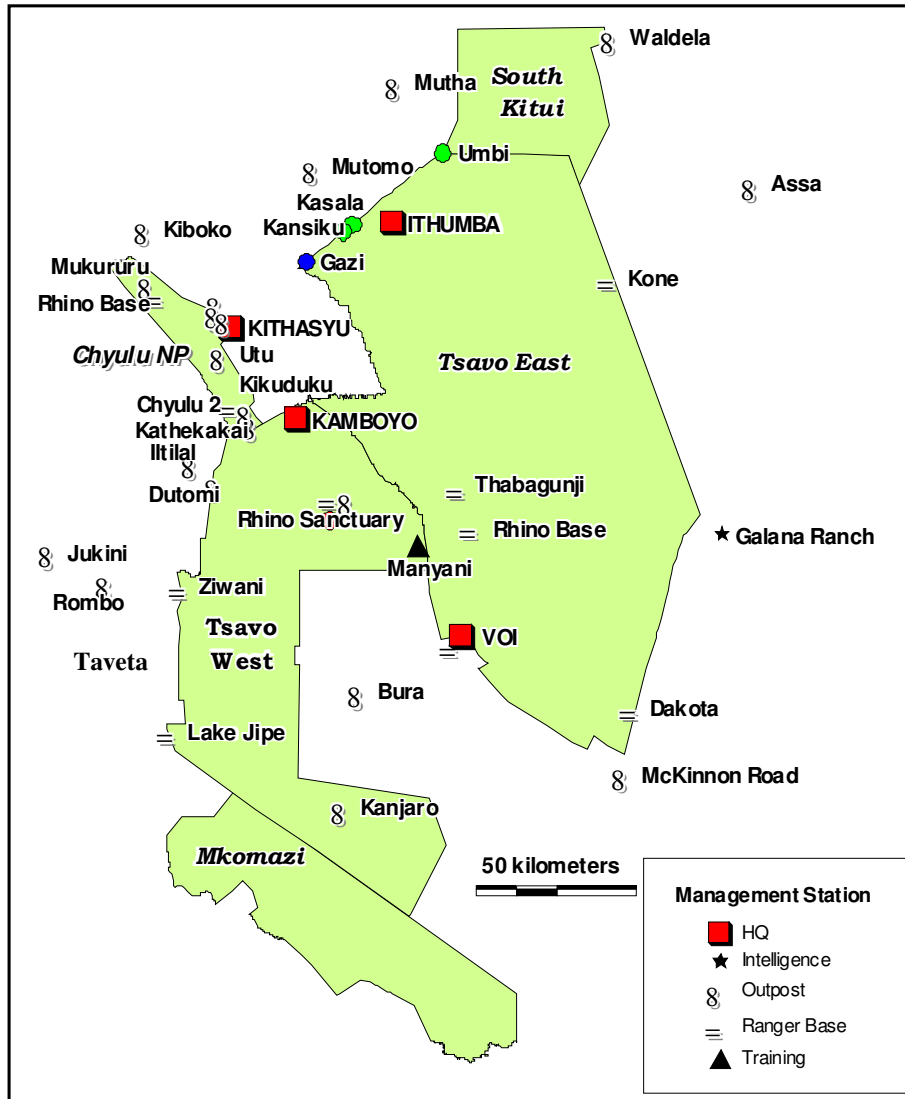 Waldela
South
Kitui
Mutha
Umbi
Mutomo
Assa
Kasala
Kansiku
ITHUMBA
Kiboko
Gazi
Mukururu
Kone
Rhino Base
KITHASYU
Chyulu NP
Utu
Tsavo East
Kikuduku
Chyulu 2
KAMBOYO
Kathekakai
Iltilal
Dutomi
Thabagunji
Rhino Sanctuary
Rhino Base
Galana Ranch
Jukini
Manyani
Rombo
Ziwani
Tsavo
West
VOI
Taveta
Bura
Dakota
Lake Jipe
McKinnon Road
Kanjaro
Mkomazi
50 kilometers
Management Station
HQ
Intelligence
Outpost
Ranger Base
Training